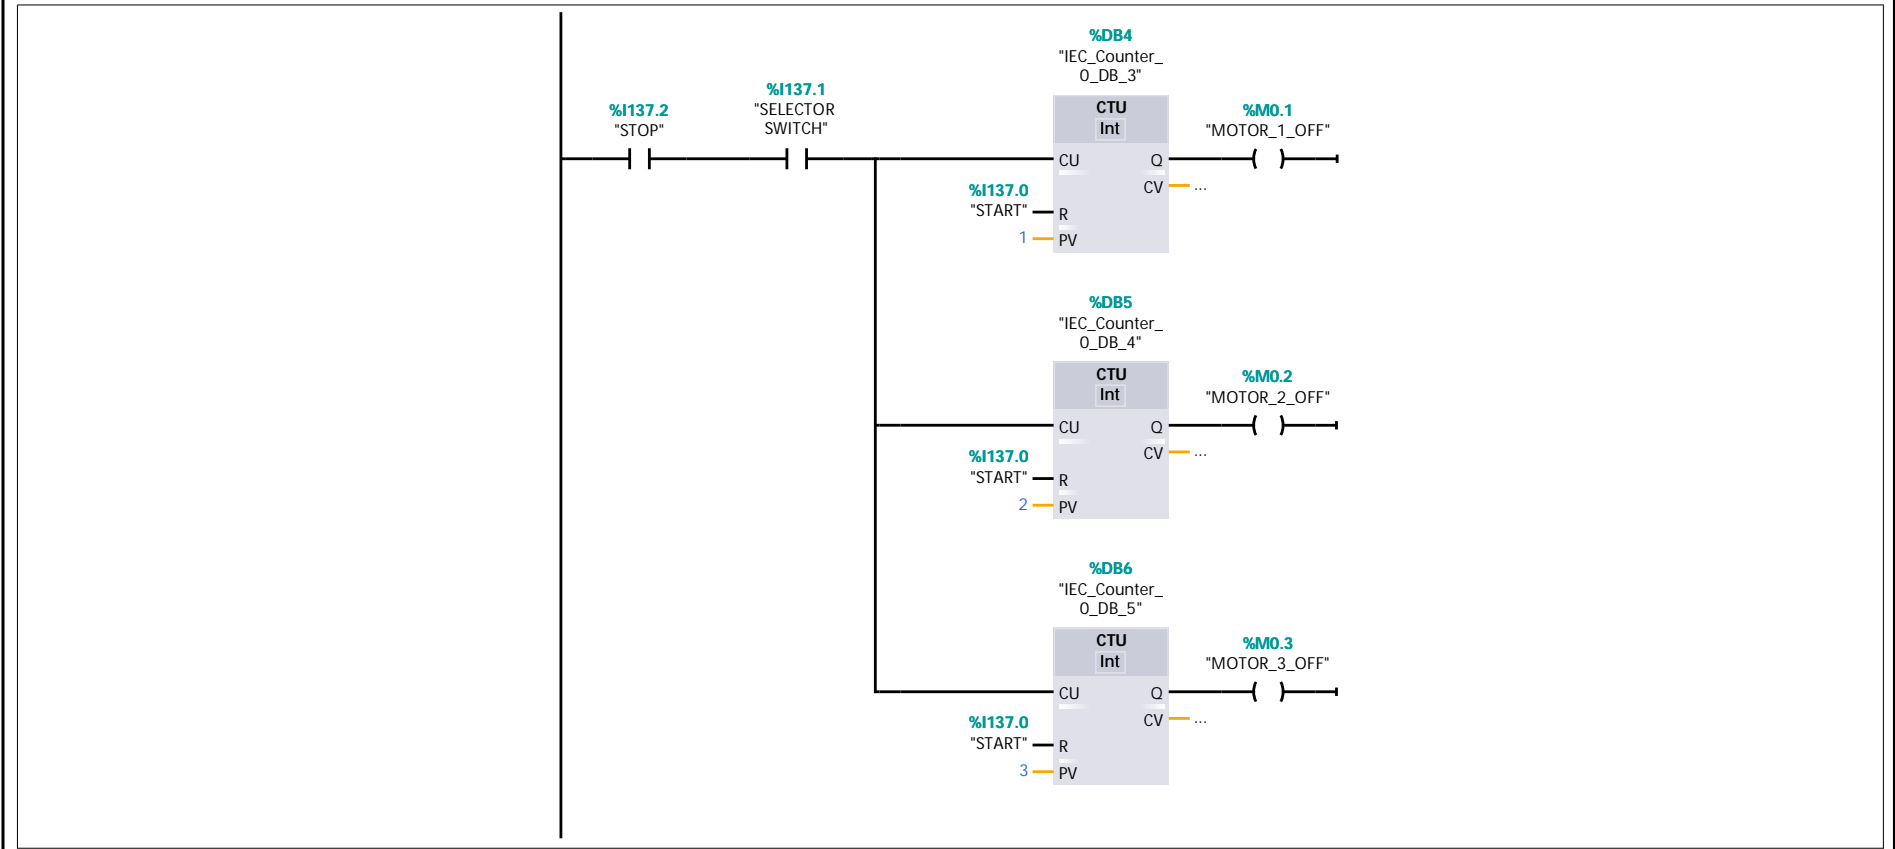 %DB4
"IEC_Counter_
0_DB_3"
%I137.2
"STOP"
%I137.1
"SELECTOR
SWITCH"
CTU
Int
%M0.1
"MOTOR_1_OFF"
CU
Q
CV
...
%I137.0
"START"
R
1
PV
%DB5
"IEC_Counter_
0_DB_4"
CTU
Int
%M0.2
"MOTOR_2_OFF"
CU
Q
CV
...
%I137.0
"START"
R
2
PV
%DB6
"IEC_Counter_
0_DB_5"
CTU
Int
%M0.3
"MOTOR_3_OFF"
CU
Q
CV
...
%I137.0
"START"
R
3
PV